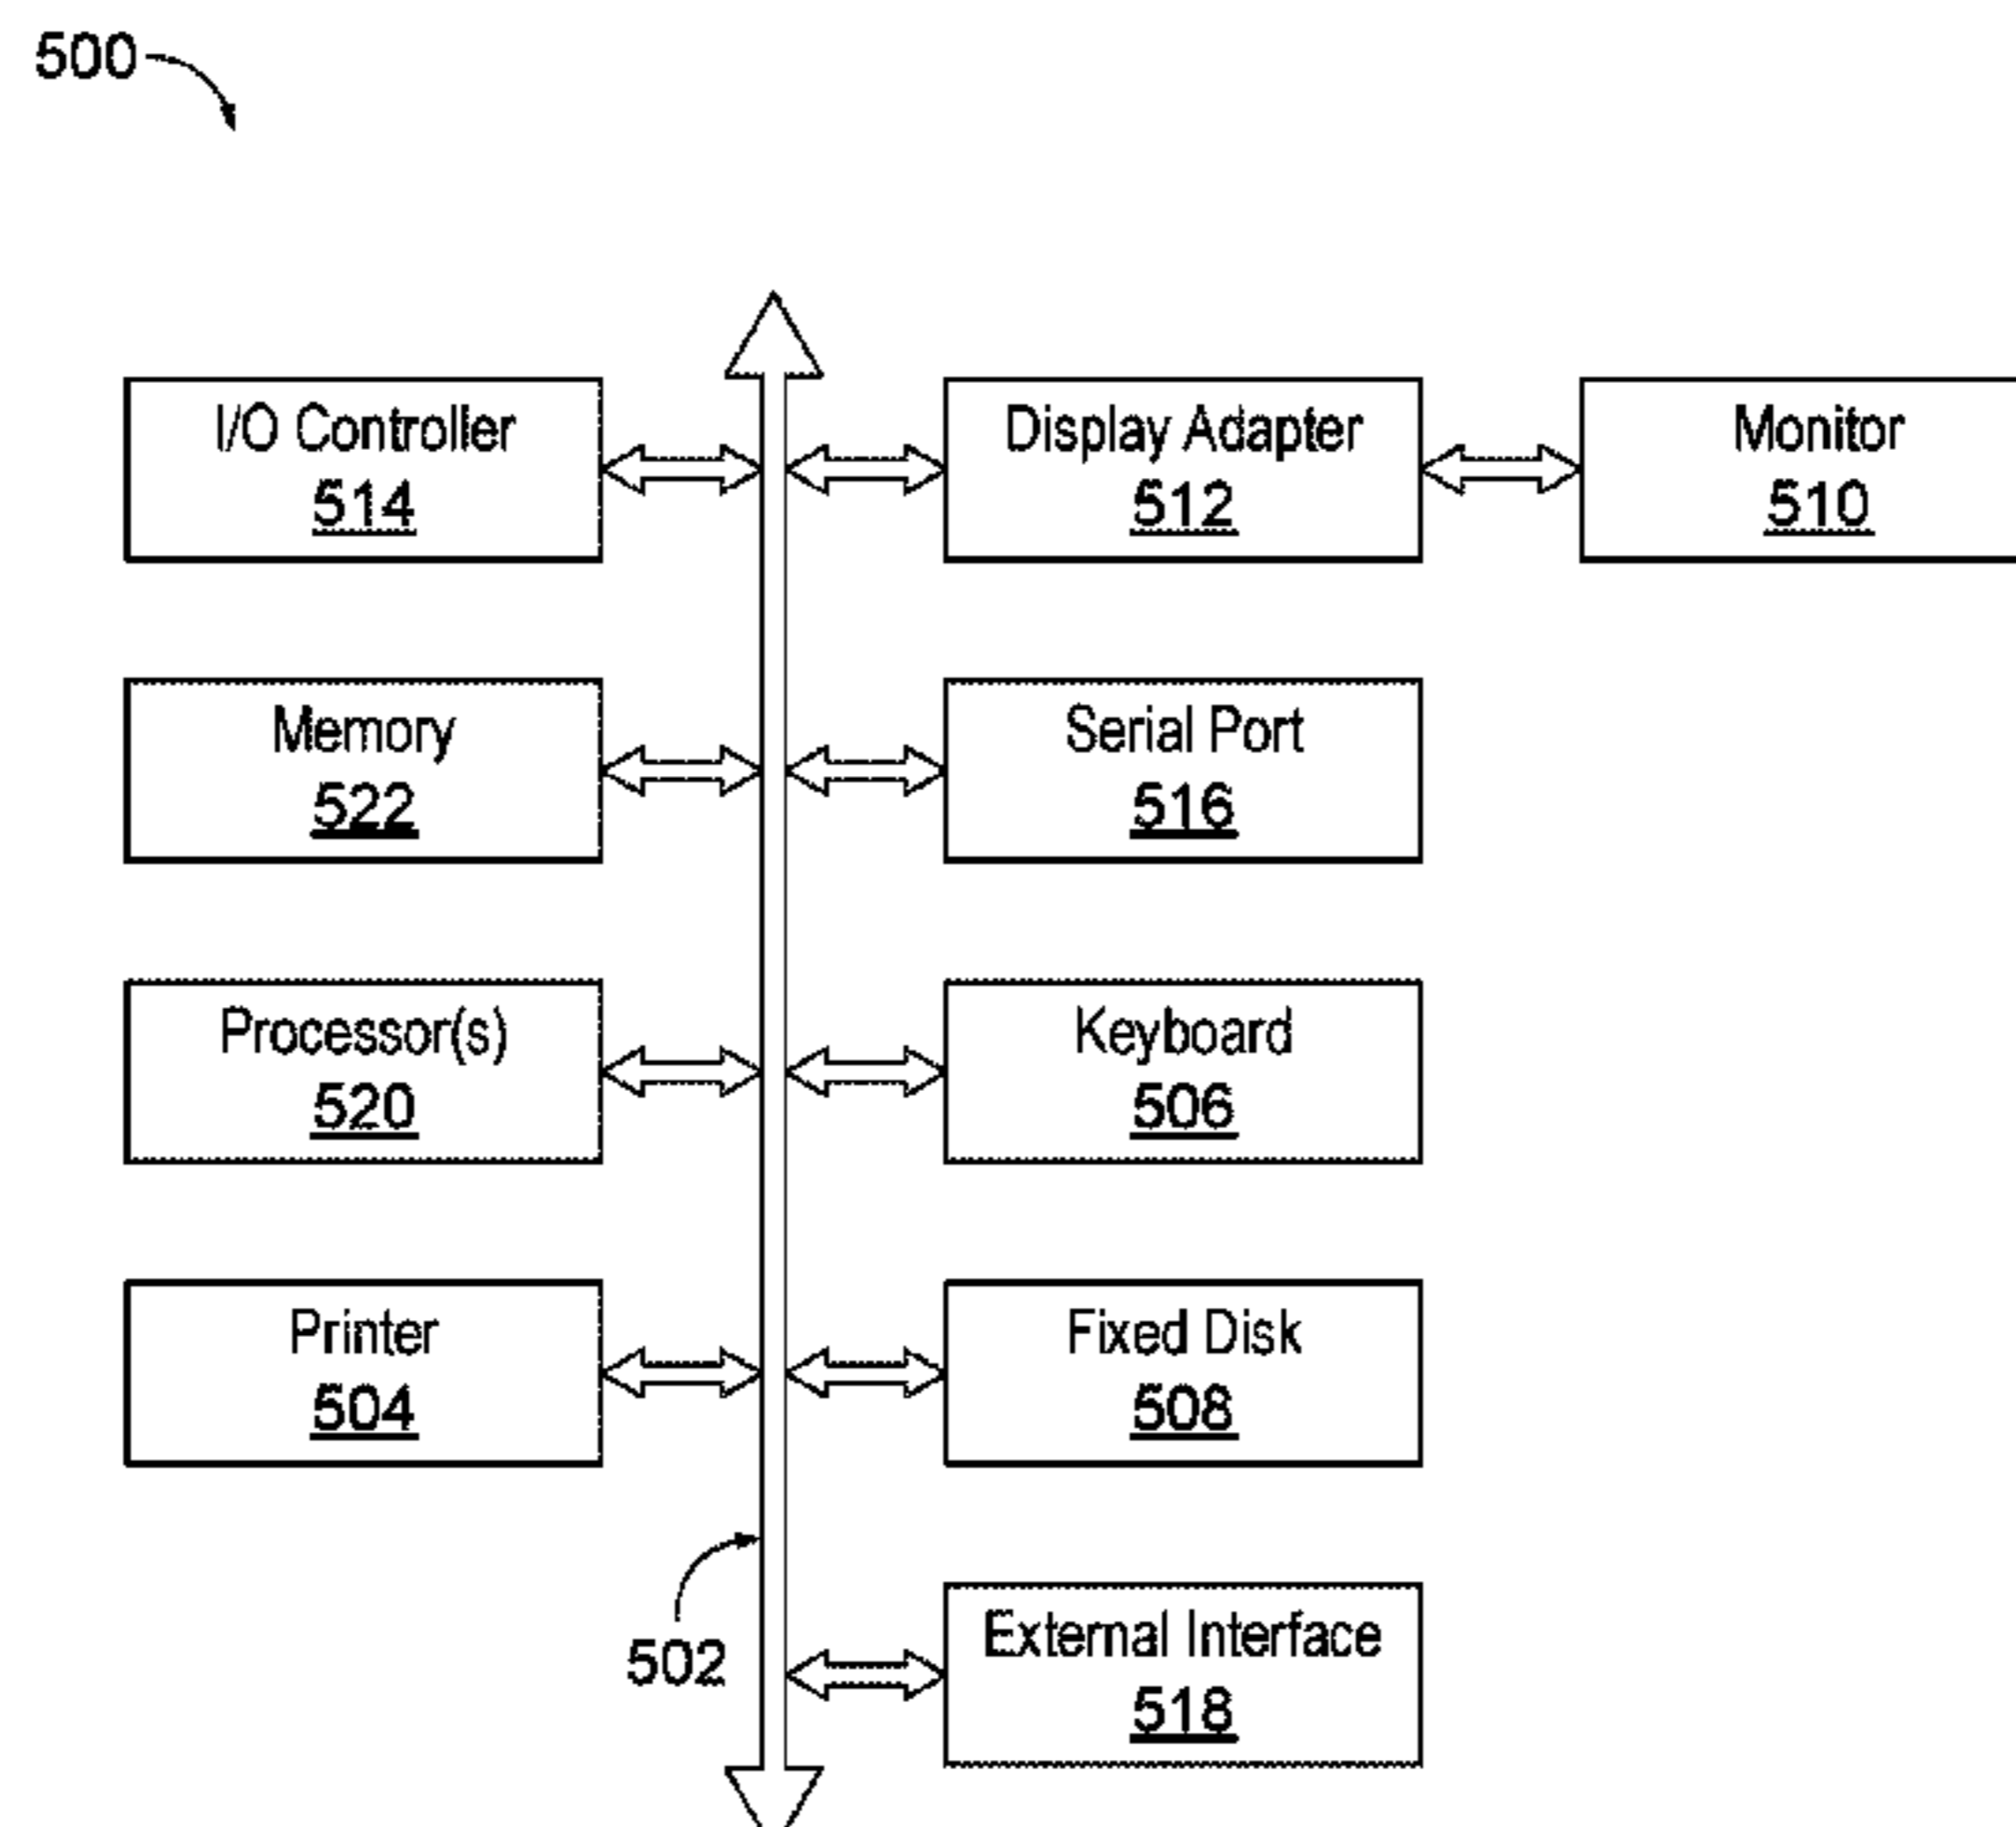 500
I/O Controller
514
Display Adapter
512
Monitor
510
Memory
522
Serial Port
516
Processor(s)
520
Keyboard
506
Printer
504
Fixed Disk
508
502
External Interface
518